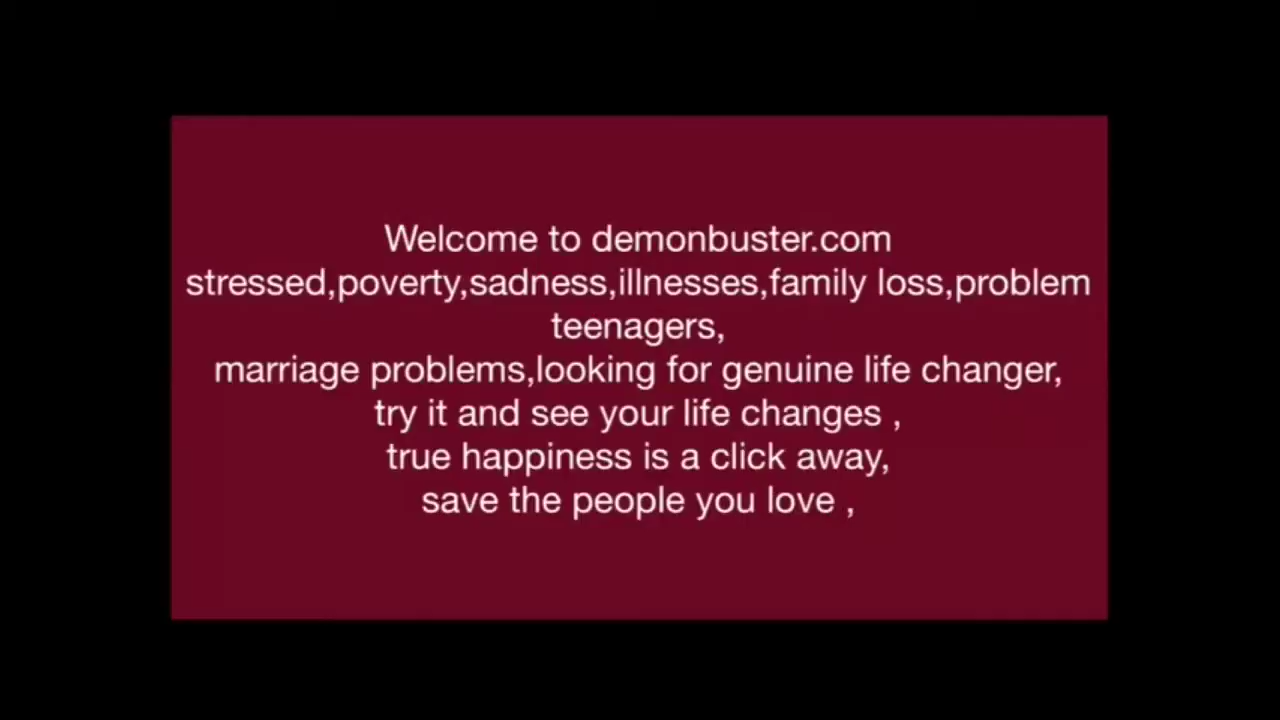 Welcome to demonbuster.com
stressed,poverty,sadness,illnesses,family loss,problem
teenagers,
marriage problems,looking for genuine life changer,
try it and see your life changes ,
true happiness is a click away,
save the people you love ,